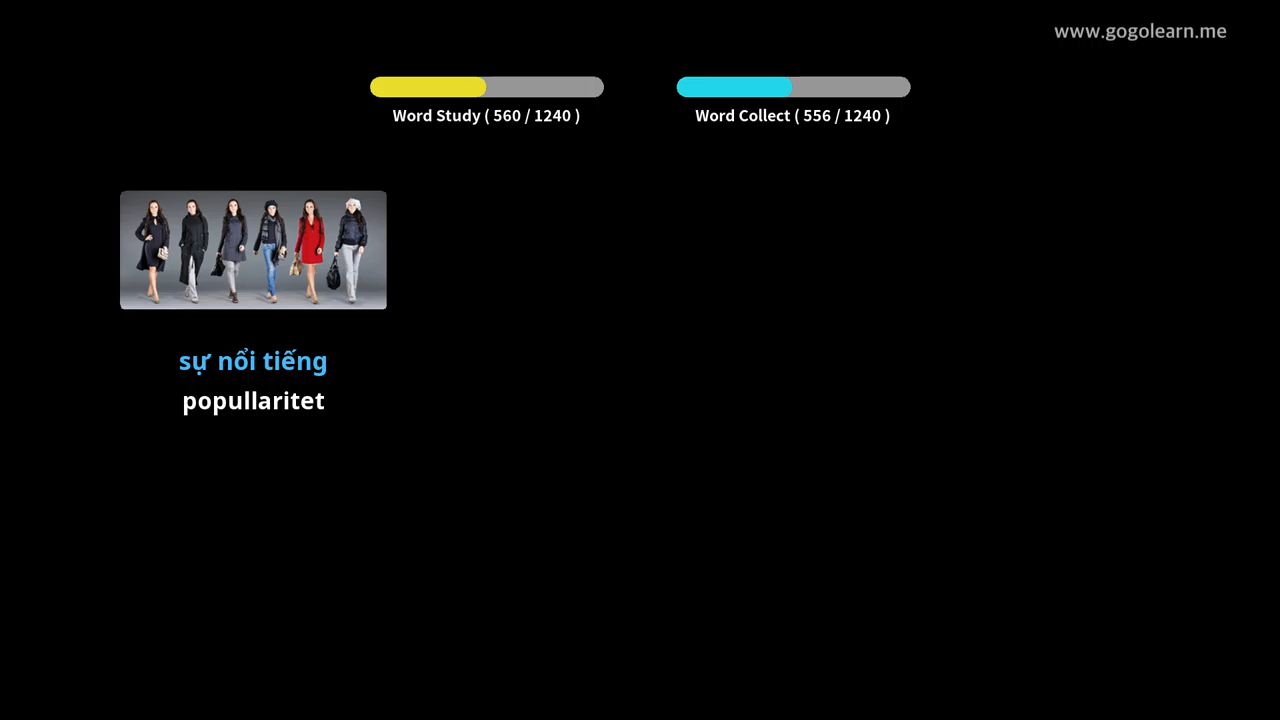 www.gogolearn.me
Word Study ( 560 / 1240 )
Word Collect ( 556 / 1240 )
sự nổi tiếng
popullaritet